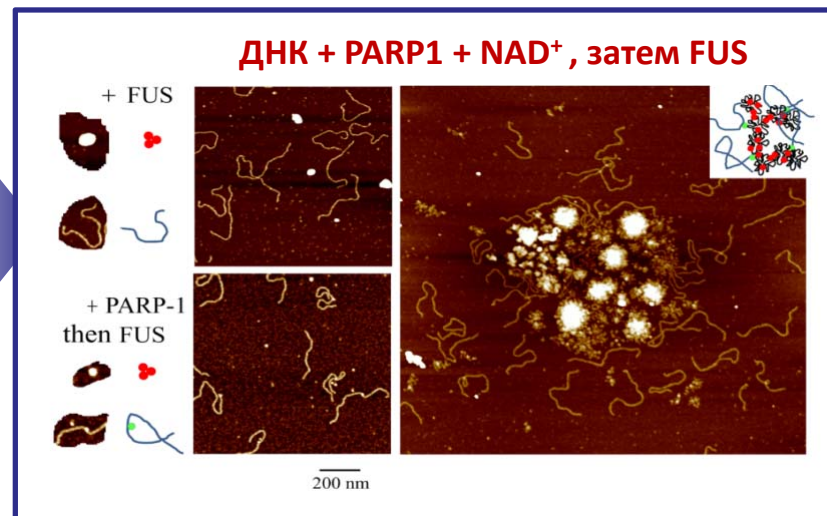 ДНК + PARP1 + NAD⁺ , затем FUS
+ FUS
+ PARP-1
then FUS
200 nm